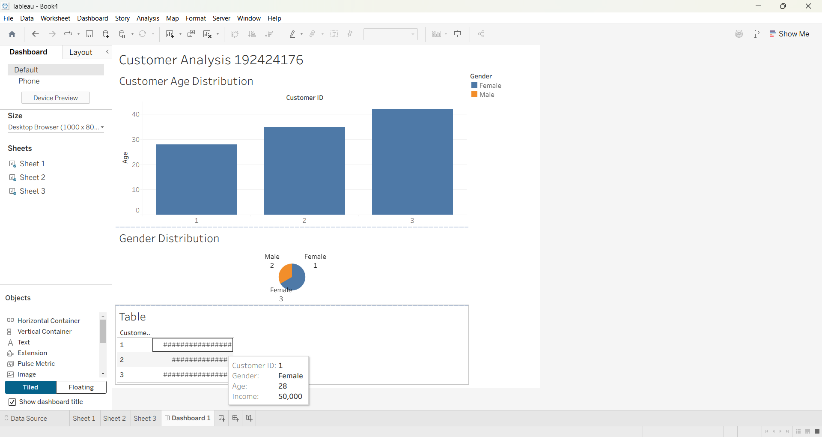 Tableau - Book4
File Data Worksheet Dashboard Story Analysis Map Format Server Window Help
Show Me
Dashboard Layout
Default
Phone
Device Preview
Size
Desktop Browser (1000 x 80...
Sheets
Sheet 1
Sheet 2
Sheet 3
Objects
Horizontal Container
Vertical Container
A Text
Extension
Pulse Metric
Image
Tiled Floating
Show dashboard title
Customer Analysis 192424176
Customer Age Distribution
Customer ID
Age
40
30
20
10
0
1 2 3
Gender
Female
Male
Gender Distribution
Male Female
2 1
Female
3
Table
Custome..
1 ################
2 #############
3 ###############
Customer ID: 1
Gender: Female
Age: 28
Income: 50,000
Data Source Sheet 1 Sheet 2 Sheet 3 Dashboard 1